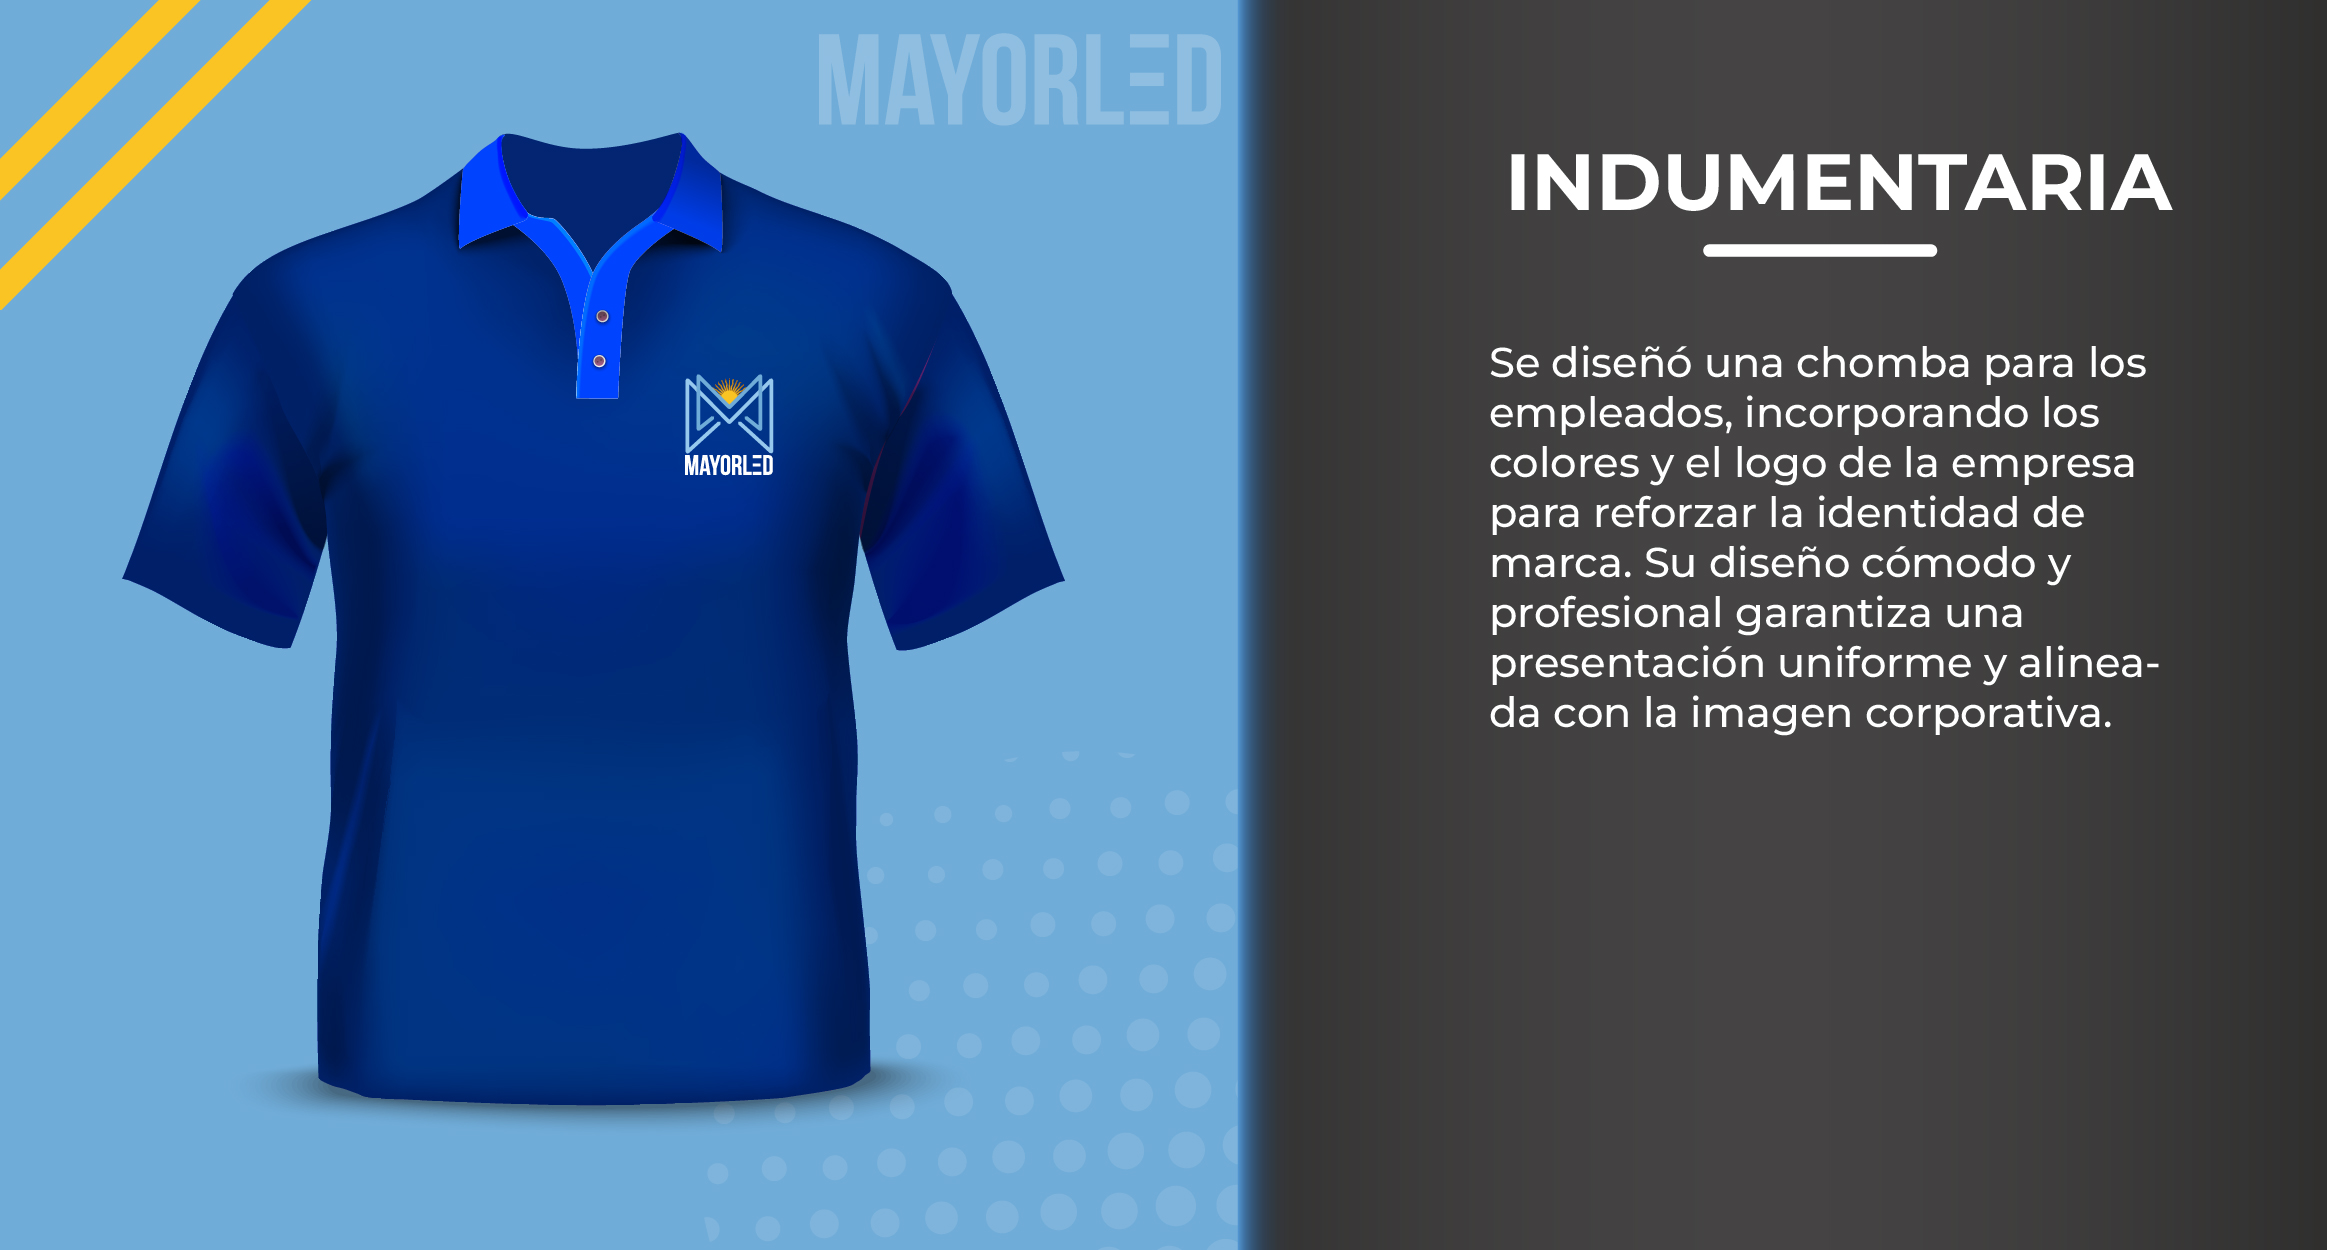 MAYORLED
MAYORLED
INDUMENTARIA
Se diseñó una chomba para los
empleados, incorporando los
colores y el logo de la empresa
para reforzar la identidad de
marca. Su diseño cómodo y
profesional garantiza una
presentación uniforme y alinea-
da con la imagen corporativa.